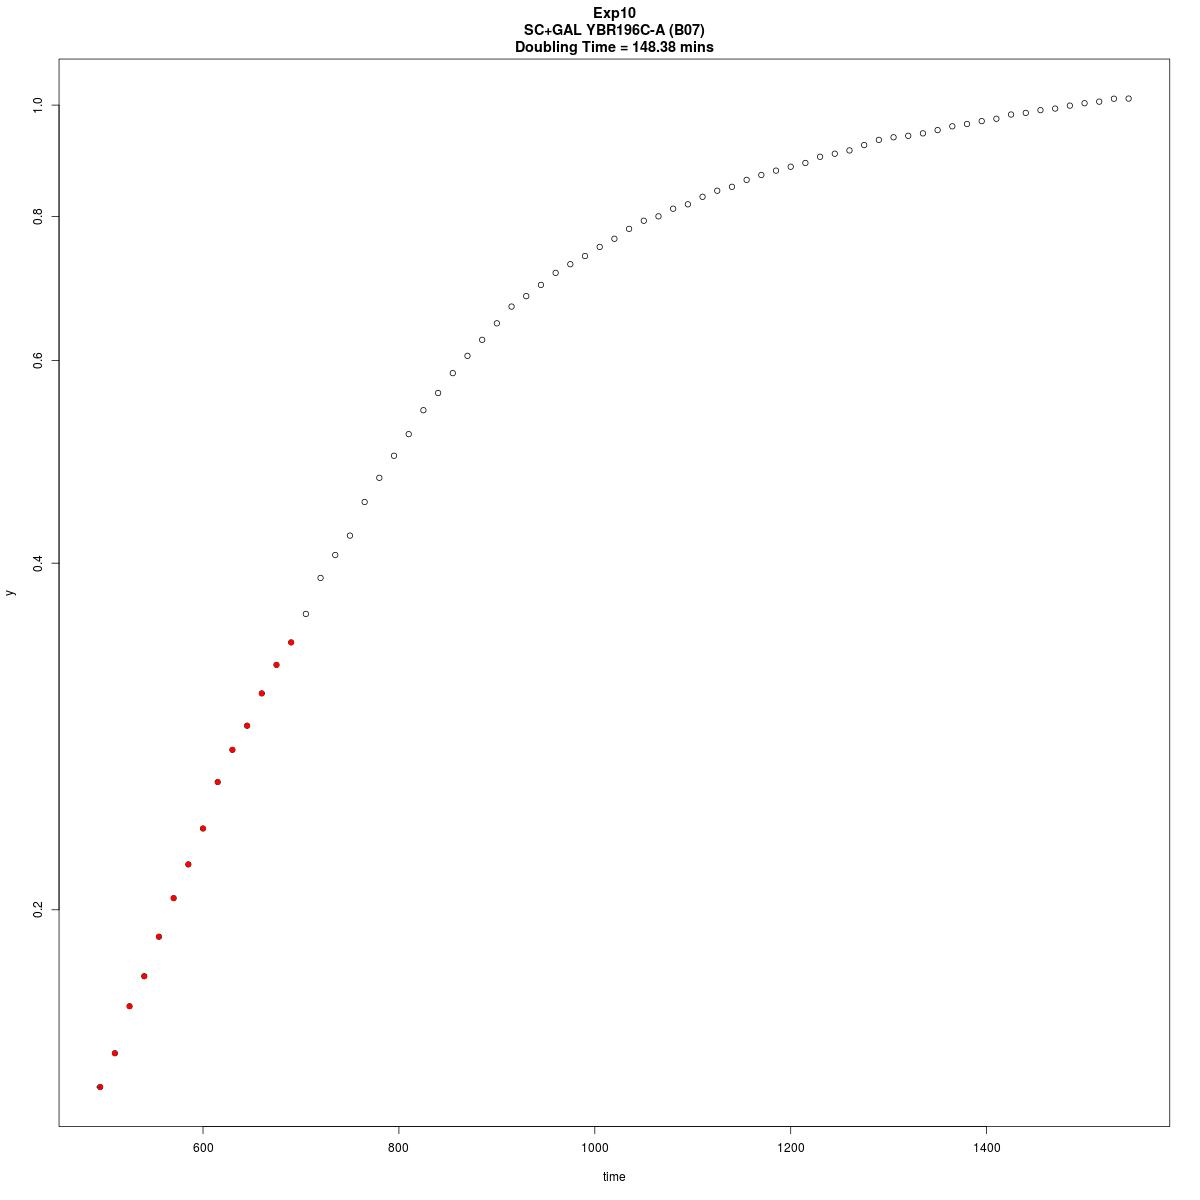 Exp10
SC+GAL YBR196C-A (B07)
Doubling Time = 148.38 mins
1.0
0.8
0.6
0.4
0.2
y
600 800 1000 1200 1400
time